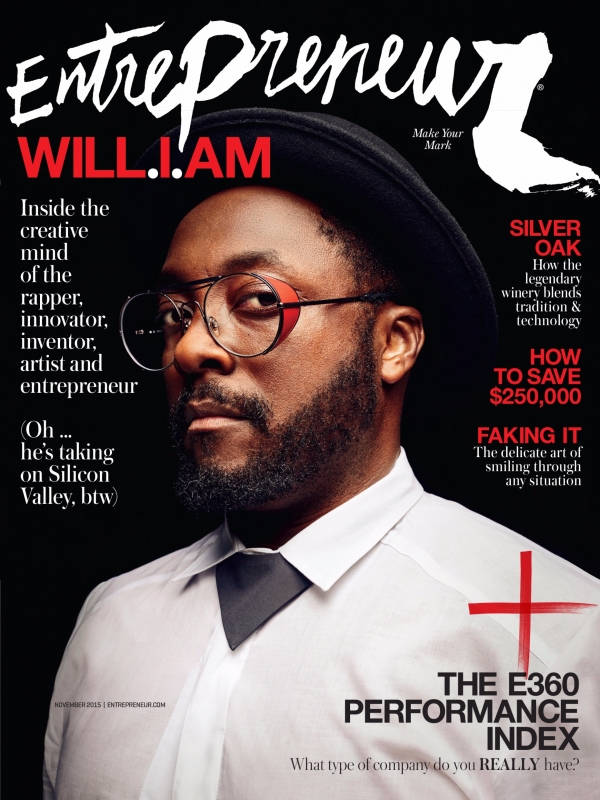 Entrepreneur®
Make Your
Mark
WILL.I.AM
Inside the
creative
mind
of the
rapper,
innovator,
inventor,
artist and
entrepreneur
(Oh ...
he's taking
on Silicon
Valley, btw)
SILVER
OAK
How the
legendary
winery blends
tradition &
technology
HOW
TO SAVE
$250,000
FAKING IT
The delicate art of
smiling through
any situation
+
THE E360
PERFORMANCE
INDEX
What type of company do you REALLY have?
NOVEMBER 2015 | ENTREPRENEUR.COM